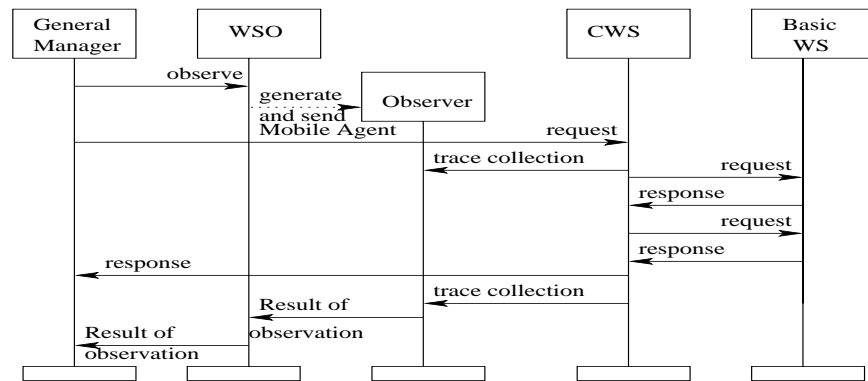 General
Manager
WSO
CWS
Basic
WS
observe
generate
and send
Mobile Agent
Observer
request
trace collection
request
response
request
response
response
trace collection
Result of
observation
Result of
observation